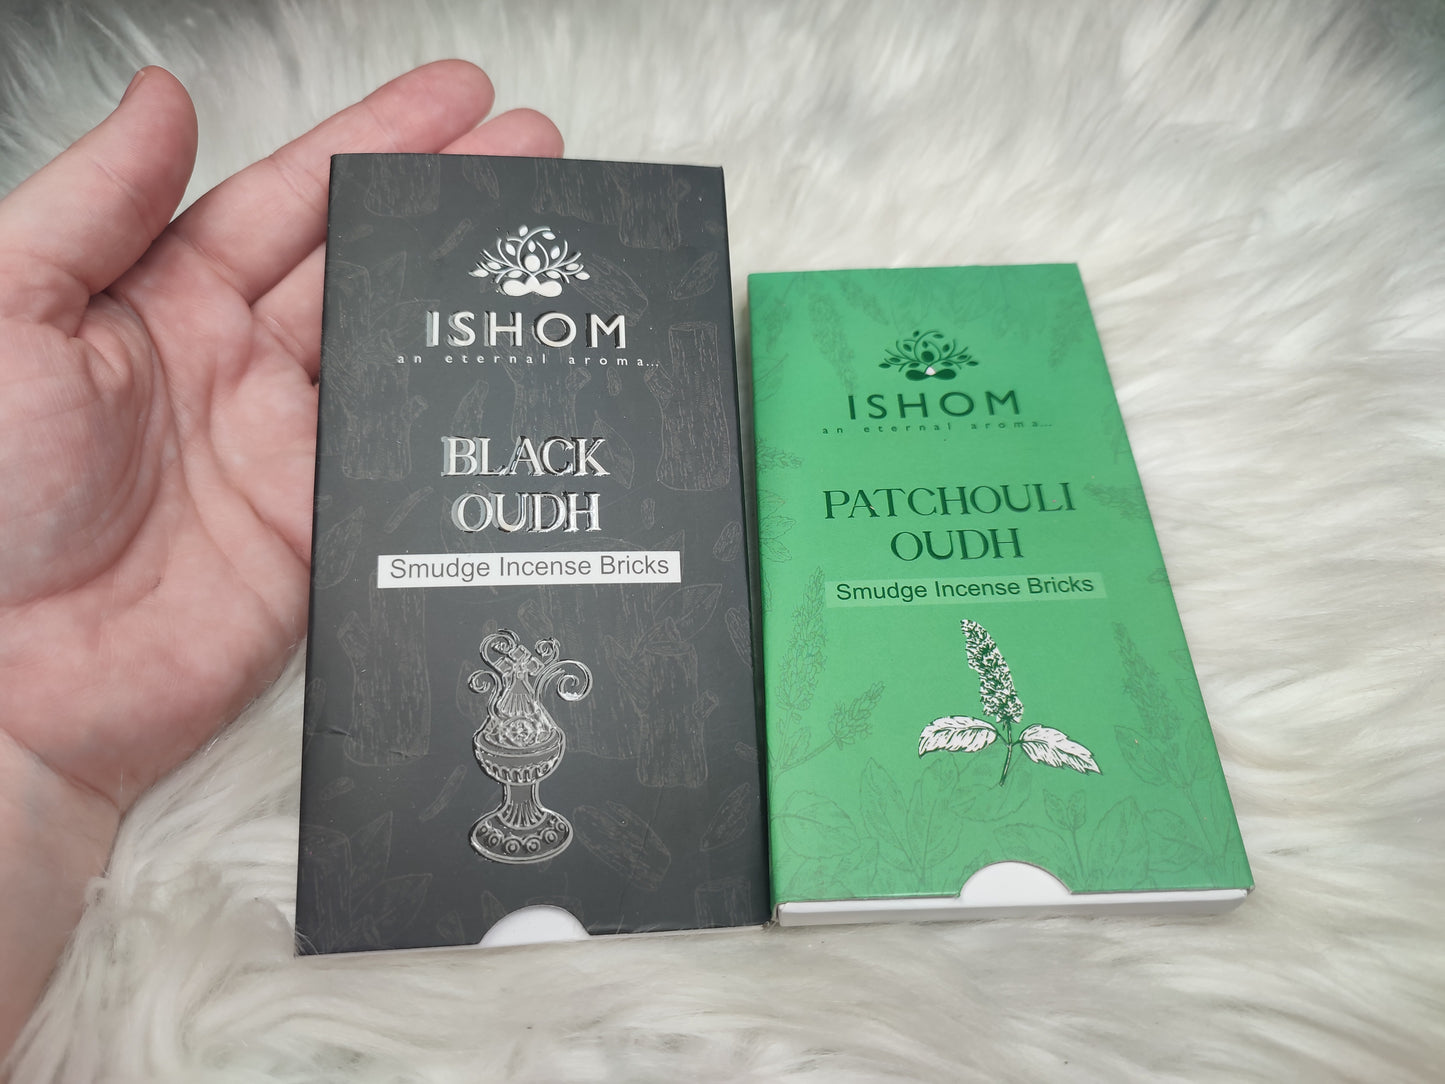 ISHOM
an eternal aroma...
BLACK
OUDH
Smudge Incense Bricks
ISHOM
an eternal aroma...
PATCHOULI
OUDH
Smudge Incense Bricks